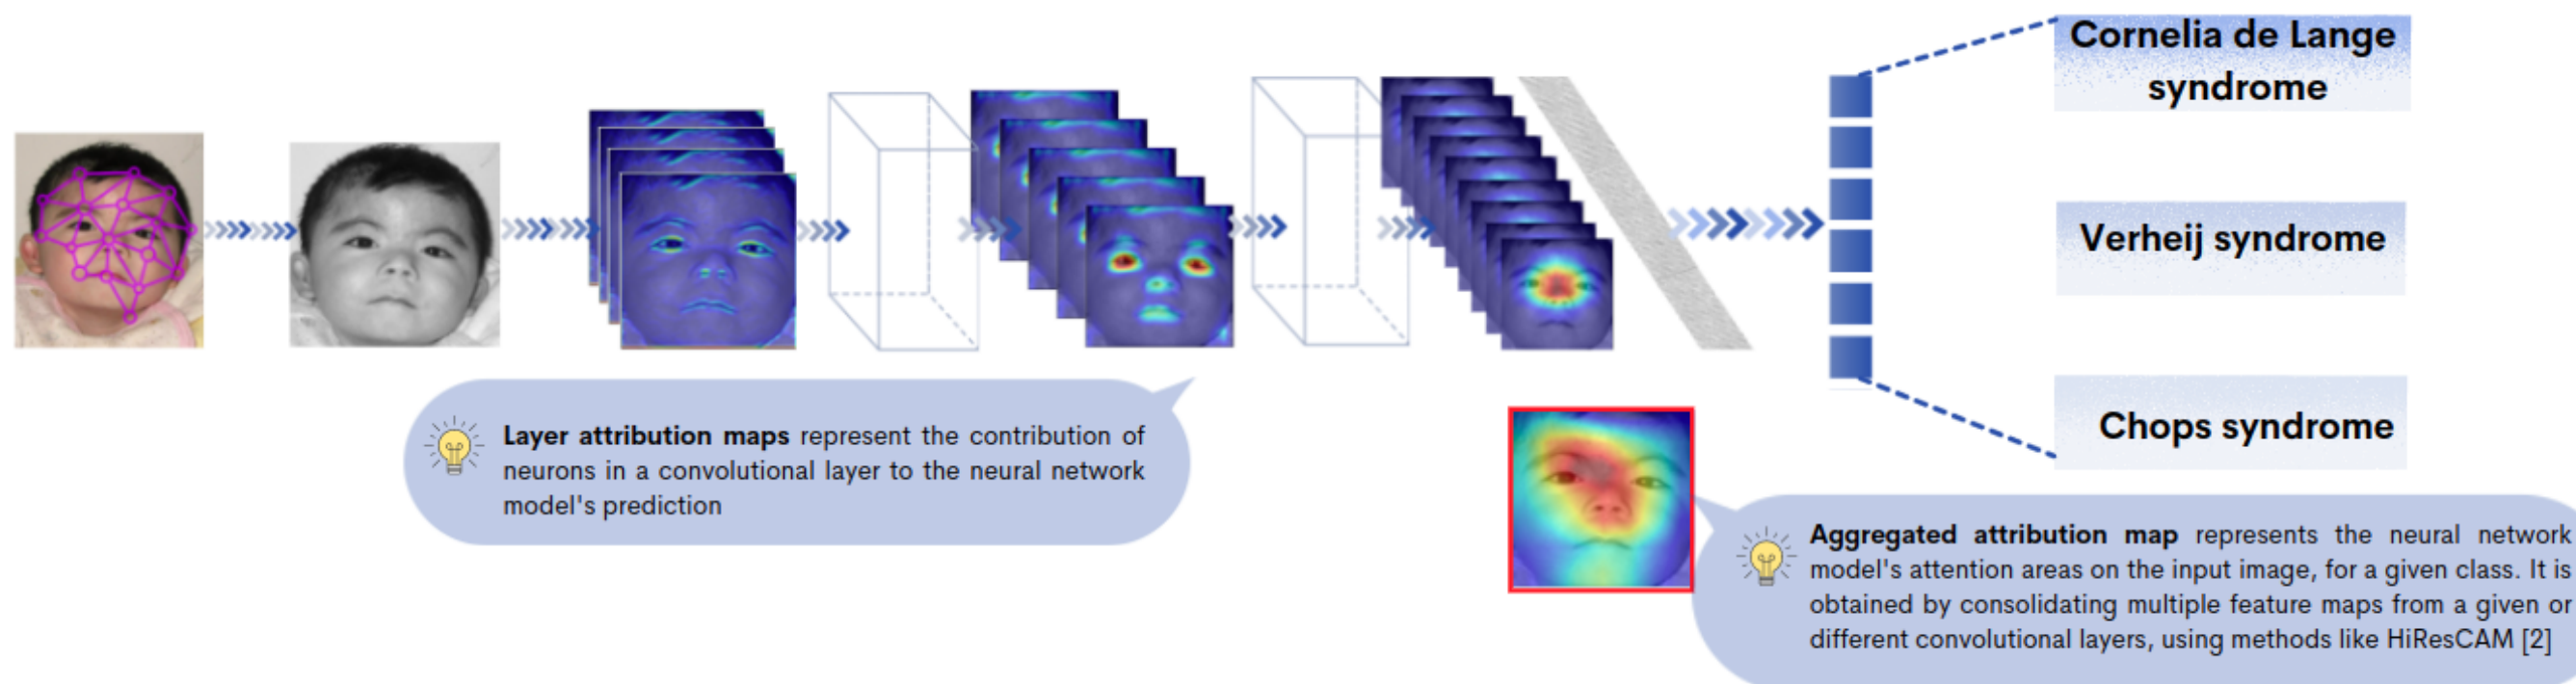 Cornelia de Lange
syndrome
Verheij syndrome
Chops syndrome
Layer attribution maps represent the contribution of
neurons in a convolutional layer to the neural network
model's prediction
Aggregated attribution map represents the neural network
model's attention areas on the input image, for a given class. It is
obtained by consolidating multiple feature maps from a given or
different convolutional layers, using methods like HiResCAM [2]